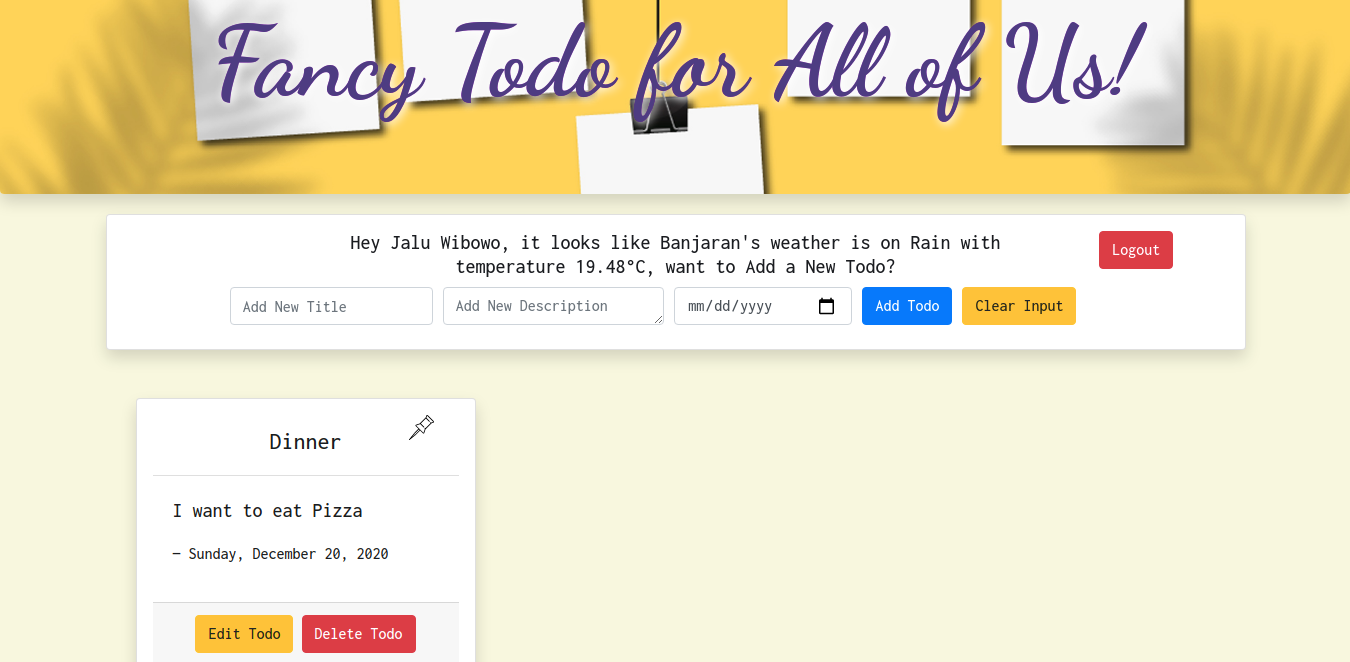 Fancy Todo for All of Us!
Hey Jalu Wibowo, it looks like Banjaran's weather is on Rain with
temperature 19.48°C, want to Add a New Todo?
Logout
Add New Title
Add New Description
mm/dd/yyyy
Add Todo
Clear Input
Dinner
I want to eat Pizza
— Sunday, December 20, 2020
Edit Todo
Delete Todo